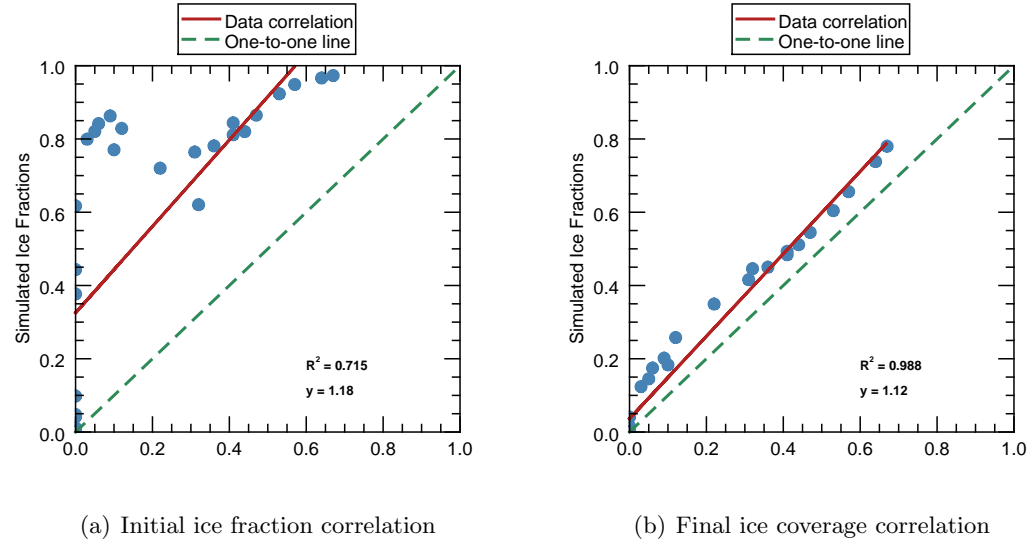 Data correlation
One-to-one line
Simulated Ice Fractions
1.0
0.8
0.6
0.4
0.2
0.0
R² = 0.715
y = 1.18
0.0 0.2 0.4 0.6 0.8 1.0
(a) Initial ice fraction correlation
Data correlation
One-to-one line
Simulated Ice Fractions
1.0
0.8
0.6
0.4
0.2
0.0
R² = 0.988
y = 1.12
0.0 0.2 0.4 0.6 0.8 1.0
(b) Final ice coverage correlation